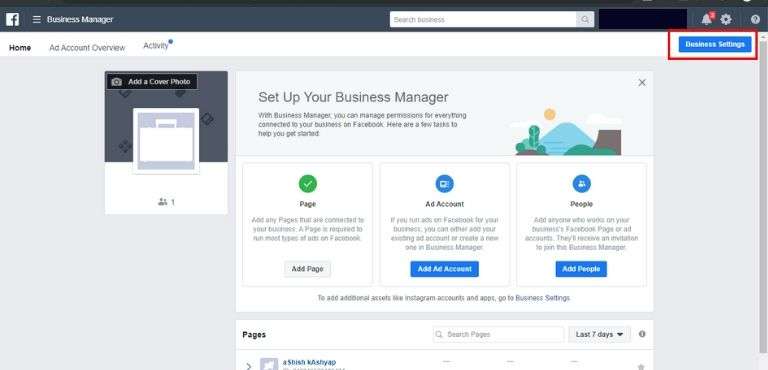 Business Manager
Search business
2
Business Settings
Home
Ad Account Overview
Activity
Add a Cover Photo
1
Set Up Your Business Manager
With Business Manager, you can manage permissions for everything
connected to your business on Facebook. Here are a few tasks to
help you get started.
Page
Add any Pages that are connected to
your business. A Page is required to
run most types of ads on Facebook.
Add Page
Ad Account
If you run ads on Facebook for your
business, you can either add your
existing ad account or create a new
one in Business Manager.
Add Ad Account
People
Add anyone who works on your
business's Facebook Page or ad
accounts. They'll receive an invitation
to join this Business Manager.
Add People
To add additional assets like Instagram accounts and apps, go to Business Settings.
Pages
Search Pages
Last 7 days
aShish kAshyap